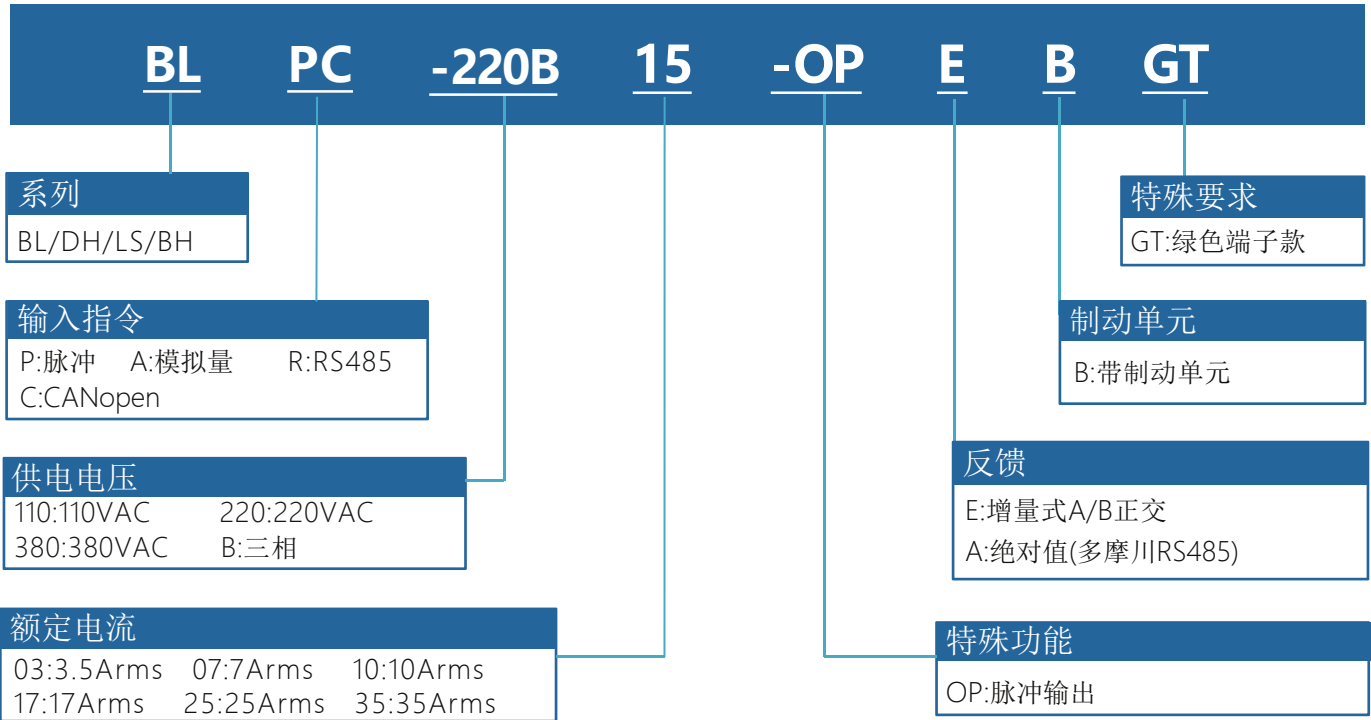 BL PC -220B 15 -OP E B GT
系列
BL/DH/LS/BH
输入指令
P:脉冲 A:模拟量 R:RS485
C:CANopen
供电电压
110:110VAC 220:220VAC
380:380VAC B:三相
额定电流
03:3.5Arms 07:7Arms 10:10Arms
17:17Arms 25:25Arms 35:35Arms
特殊要求
GT:绿色端子款
制动单元
B:带制动单元
反馈
E:增量式A/B正交
A:绝对值(多摩川RS485)
特殊功能
OP:脉冲输出